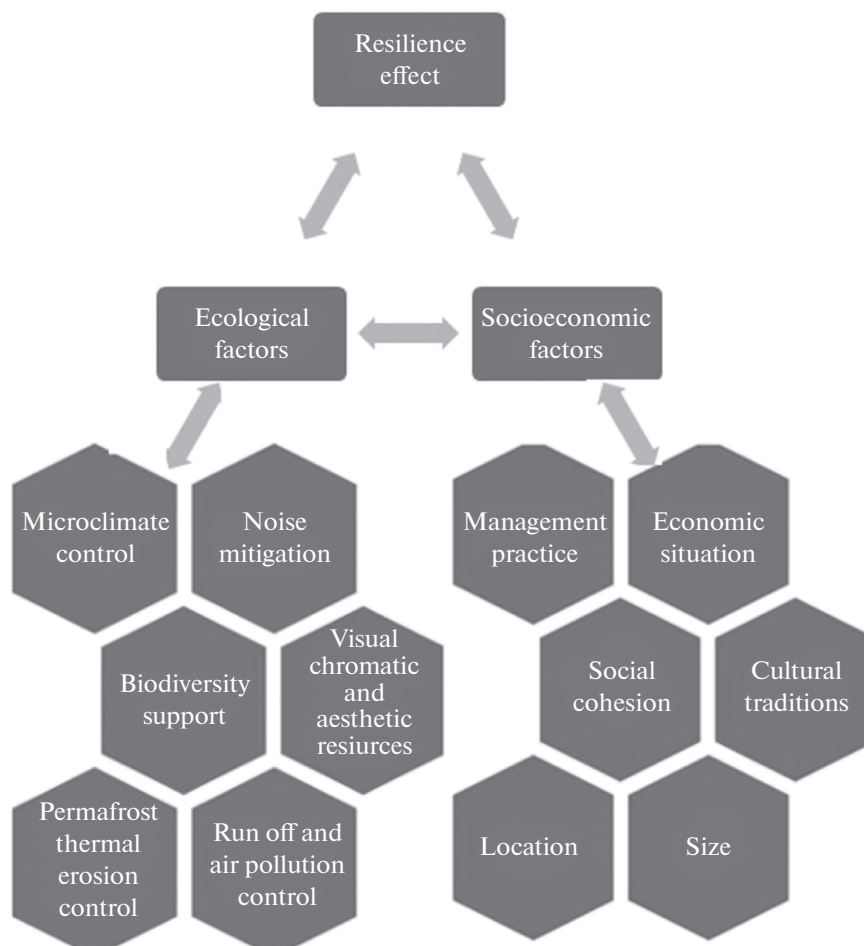 Resilience
effect
Ecological
factors
Socioeconomic
factors
Microclimate
control
Noise
mitigation
Management
practice
Economic
situation
Biodiversity
support
Visual
chromatic
and
aesthetic
resiurces
Social
cohesion
Cultural
traditions
Permafrost
thermal
erosion
control
Run off and
air pollution
control
Location
Size